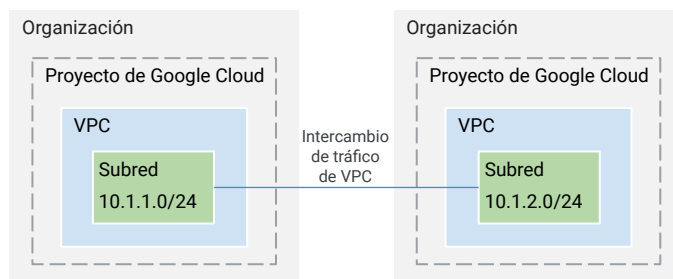 Organización
Proyecto de Google Cloud
VPC
Subred
10.1.1.0/24
Intercambio
de tráfico
de VPC
Organización
Proyecto de Google Cloud
VPC
Subred
10.1.2.0/24